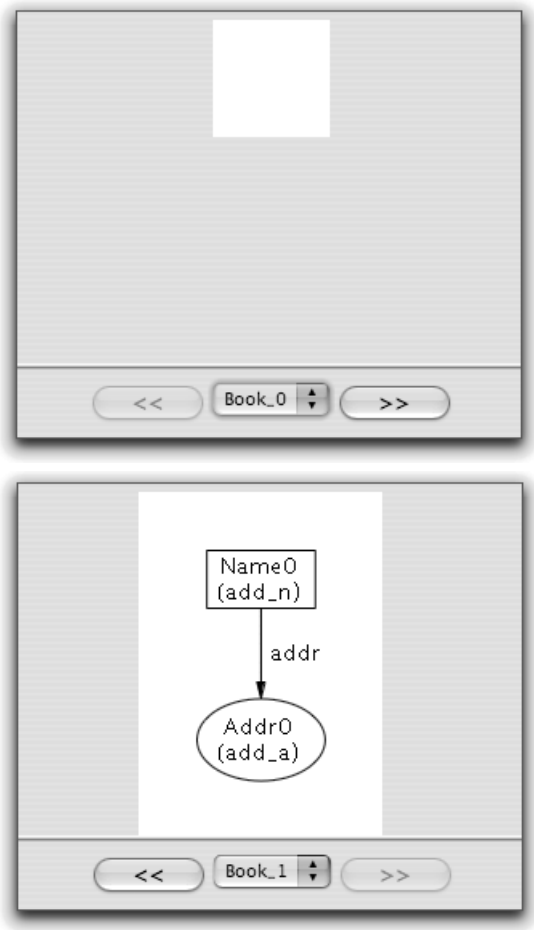 << Book_0 >>
Name0
(add_n)
addr
Addr0
(add_a)
<< Book_1 >>